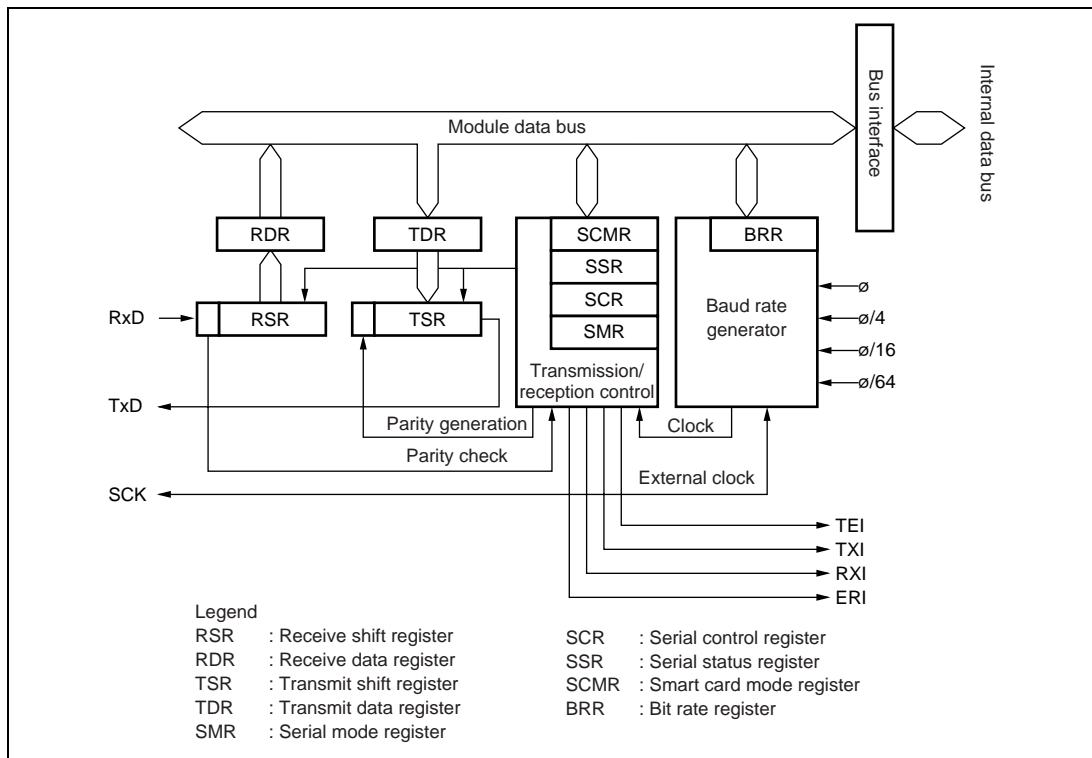 Module data bus
Bus interface
Internal data bus
RDR
TDR
SCMR
BRR
SSR
SCR
SMR
Baud rate
generator
ø
ø/4
ø/16
ø/64
RxD
RSR
TSR
Transmission/
reception control
TxD
Parity generation
Clock
Parity check
SCK
External clock
TEI
TXI
RXI
ERI
Legend
RSR : Receive shift register
RDR : Receive data register
TSR : Transmit shift register
TDR : Transmit data register
SMR : Serial mode register
SCR : Serial control register
SSR : Serial status register
SCMR : Smart card mode register
BRR : Bit rate register